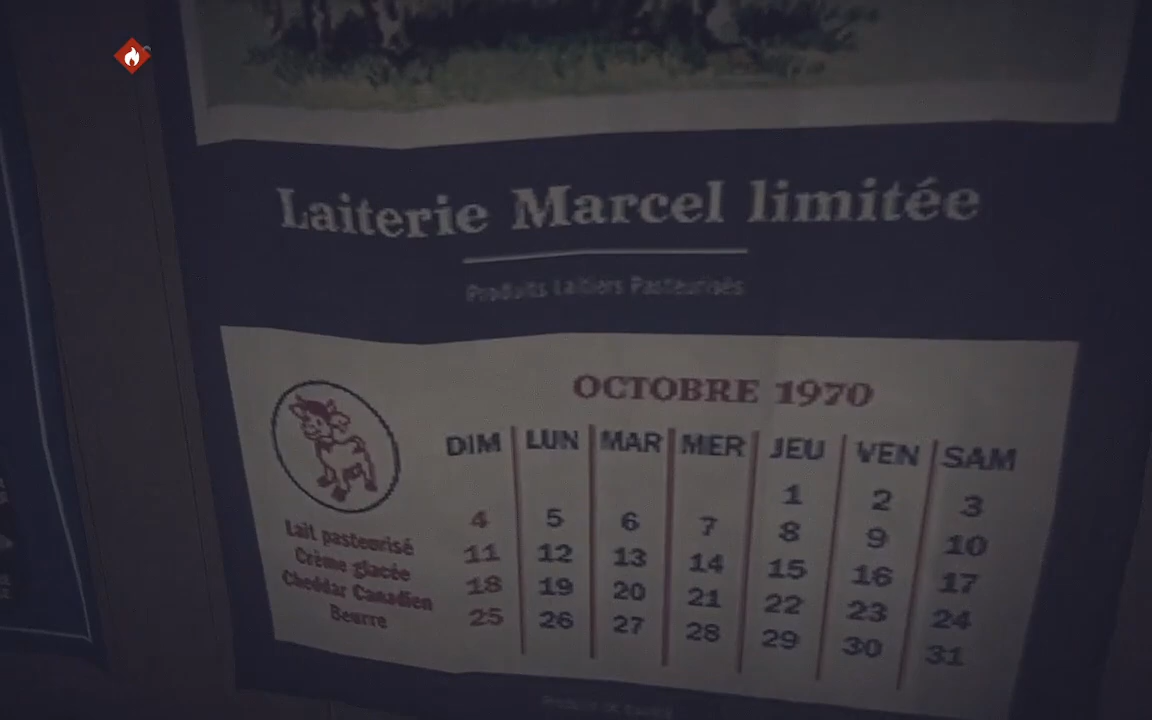 Laiterie Marcel limitée
Produits Laitiers Pasteurisés
OCTOBRE 1970
DIM LUN MAR MER JEU VEN SAM
1 2 3
4 5 6 7 8 9 10
11 12 13 14 15 16 17
18 19 20 21 22 23 24
25 26 27 28 29 30 31
Lait pasteurisé
Crème glacée
Cheddar Canadien
Beurre